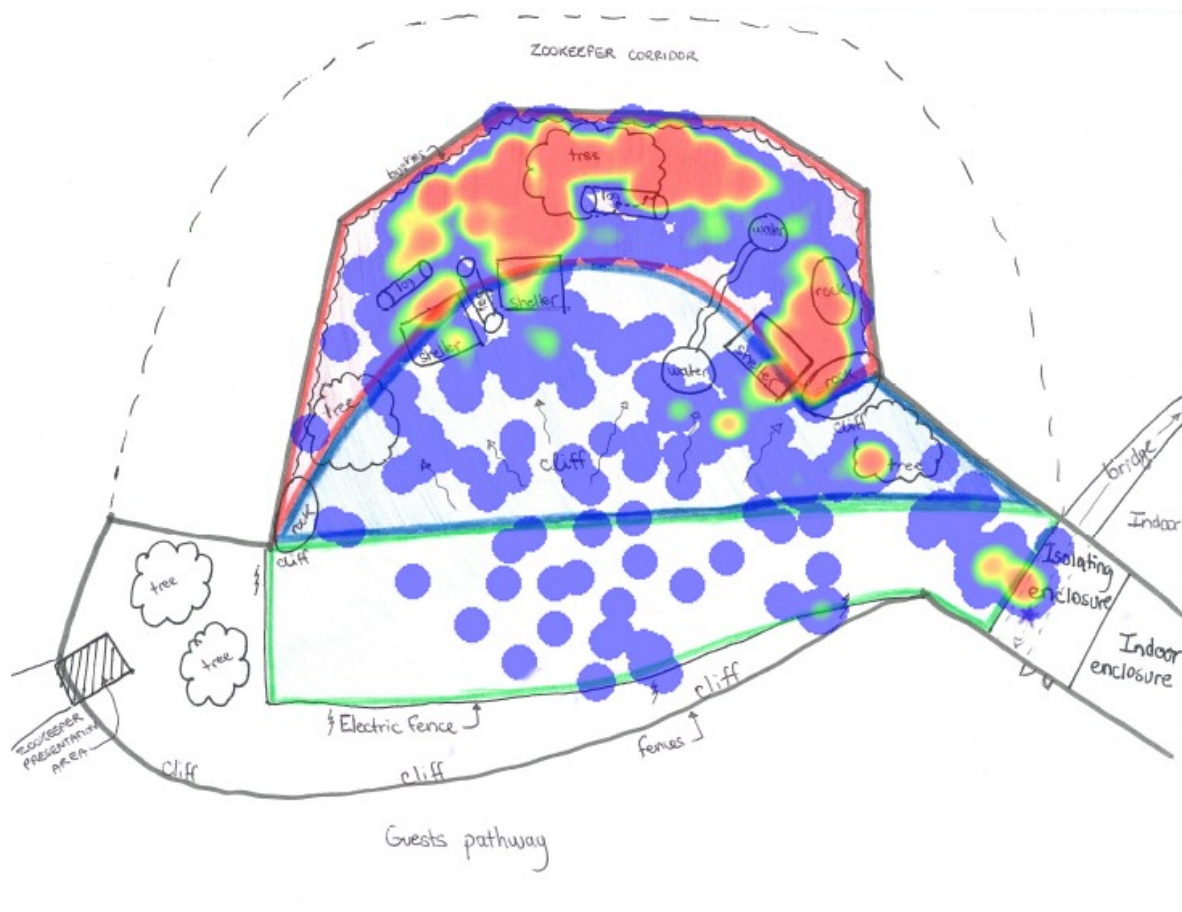 ZOOKEEPER CORRIDOR
bushes
tree
log
water
log
log
shelter
rock
shelter
shelter
water
rock
tree
cliff
cliff
tree
bridge
rock
Indoor
cliff
Isolating
enclosure
tree
tree
Indoor
enclosure
cliff
Electric fence
fences
ZOOKEEPER
PRESENTATION
AREA
Cliff
cliff
Guests pathway